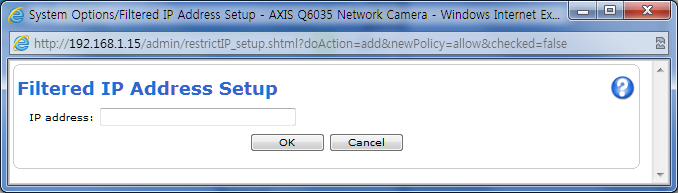 System Options/Filtered IP Address Setup - AXIS Q6035 Network Camera - Windows Internet Ex...
http://192.168.1.15/admin/restrictIP_setup.shtml?doAction=add&newPolicy=allow&checked=false
Filtered IP Address Setup
?
IP address:
OK Cancel